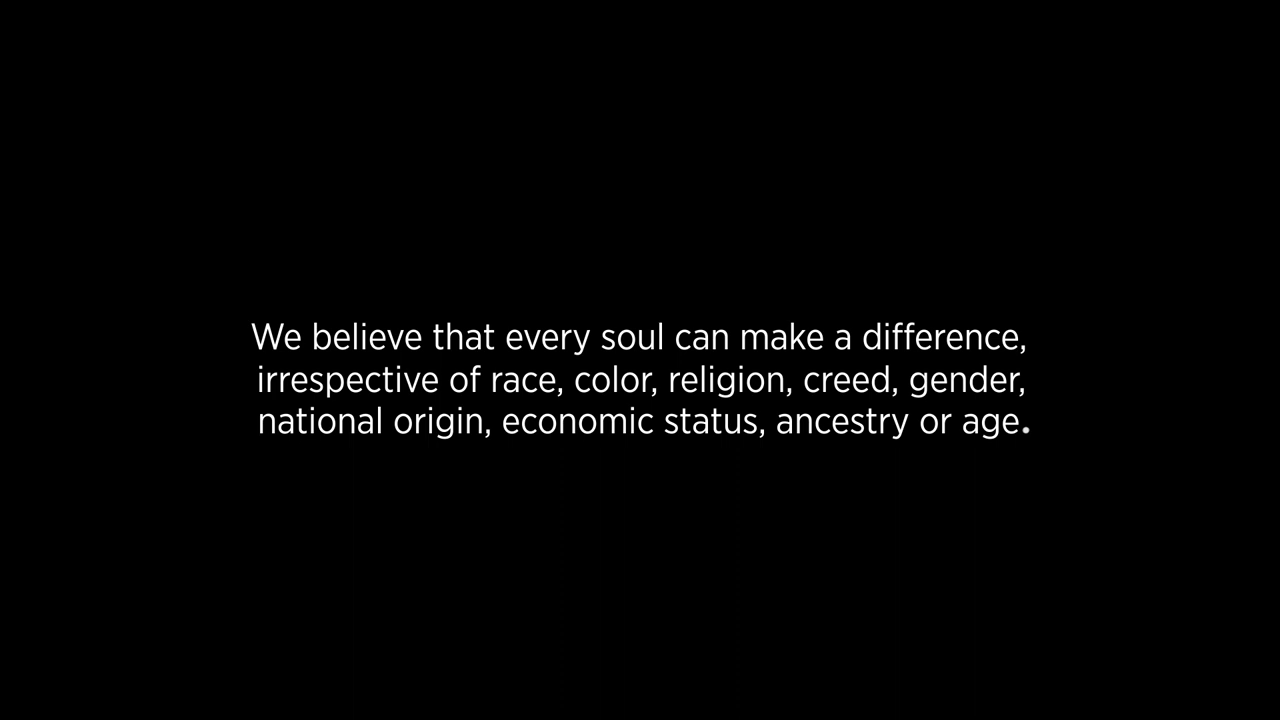 We believe that every soul can make a difference,
irrespective of race, color, religion, creed, gender,
national origin, economic status, ancestry or age.